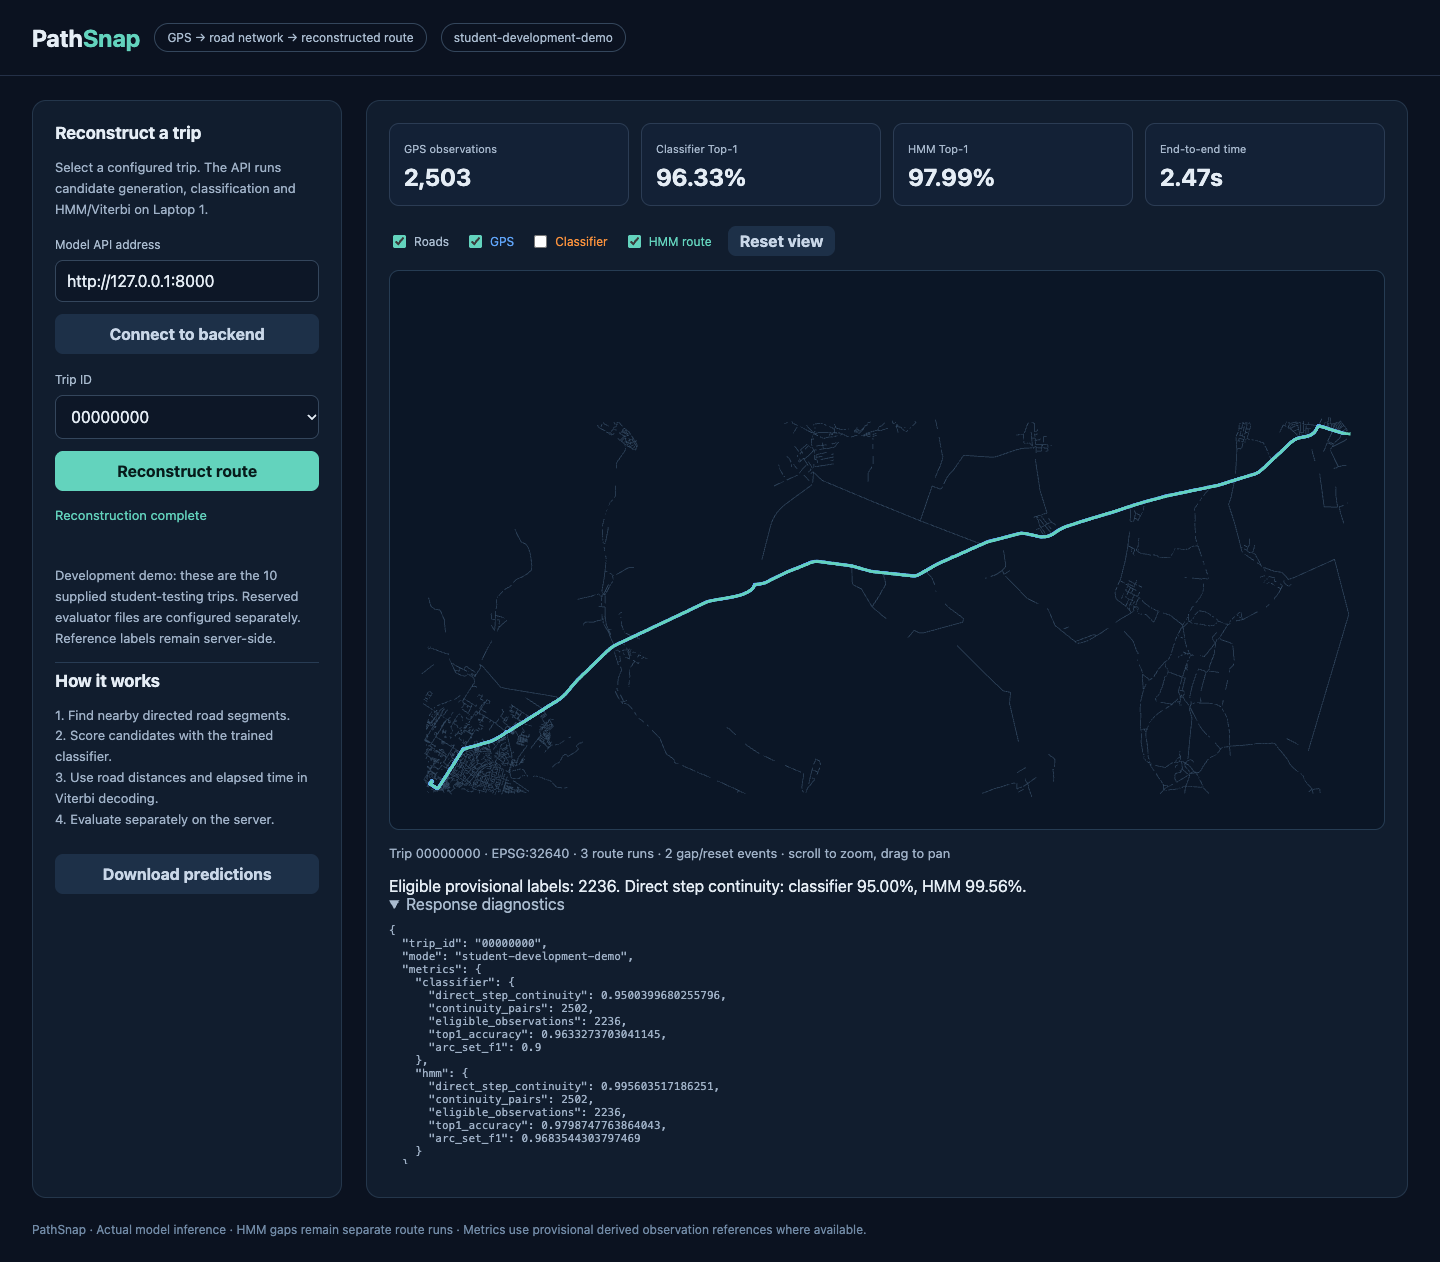 PathSnap
GPS → road network → reconstructed route
student-development-demo
Reconstruct a trip
Select a configured trip. The API runs
candidate generation, classification and
HMM/Viterbi on Laptop 1.
Model API address
http://127.0.0.1:8000
Connect to backend
Trip ID
00000000
Reconstruct route
Reconstruction complete
Development demo: these are the 10
supplied student-testing trips. Reserved
evaluator files are configured separately.
Reference labels remain server-side.
How it works
1. Find nearby directed road segments.
2. Score candidates with the trained
classifier.
3. Use road distances and elapsed time in
Viterbi decoding.
4. Evaluate separately on the server.
Download predictions
GPS observations
2,503
Classifier Top-1
96.33%
HMM Top-1
97.99%
End-to-end time
2.47s
Roads
GPS
Classifier
HMM route
Reset view
Trip 00000000 · EPSG:32640 · 3 route runs · 2 gap/reset events · scroll to zoom, drag to pan
Eligible provisional labels: 2236. Direct step continuity: classifier 95.00%, HMM 99.56%.
▼ Response diagnostics
{
"trip_id": "00000000",
"mode": "student-development-demo",
"metrics": {
"classifier": {
"direct_step_continuity": 0.9500399680255796,
"continuity_pairs": 2502,
"eligible_observations": 2236,
"top1_accuracy": 0.9633273703041145,
"arc_set_f1": 0.9
},
"hmm": {
"direct_step_continuity": 0.995603517186251,
"continuity_pairs": 2502,
"eligible_observations": 2236,
"top1_accuracy": 0.9798747763864043,
"arc_set_f1": 0.9683544303797469
}
}
PathSnap · Actual model inference · HMM gaps remain separate route runs · Metrics use provisional derived observation references where available.